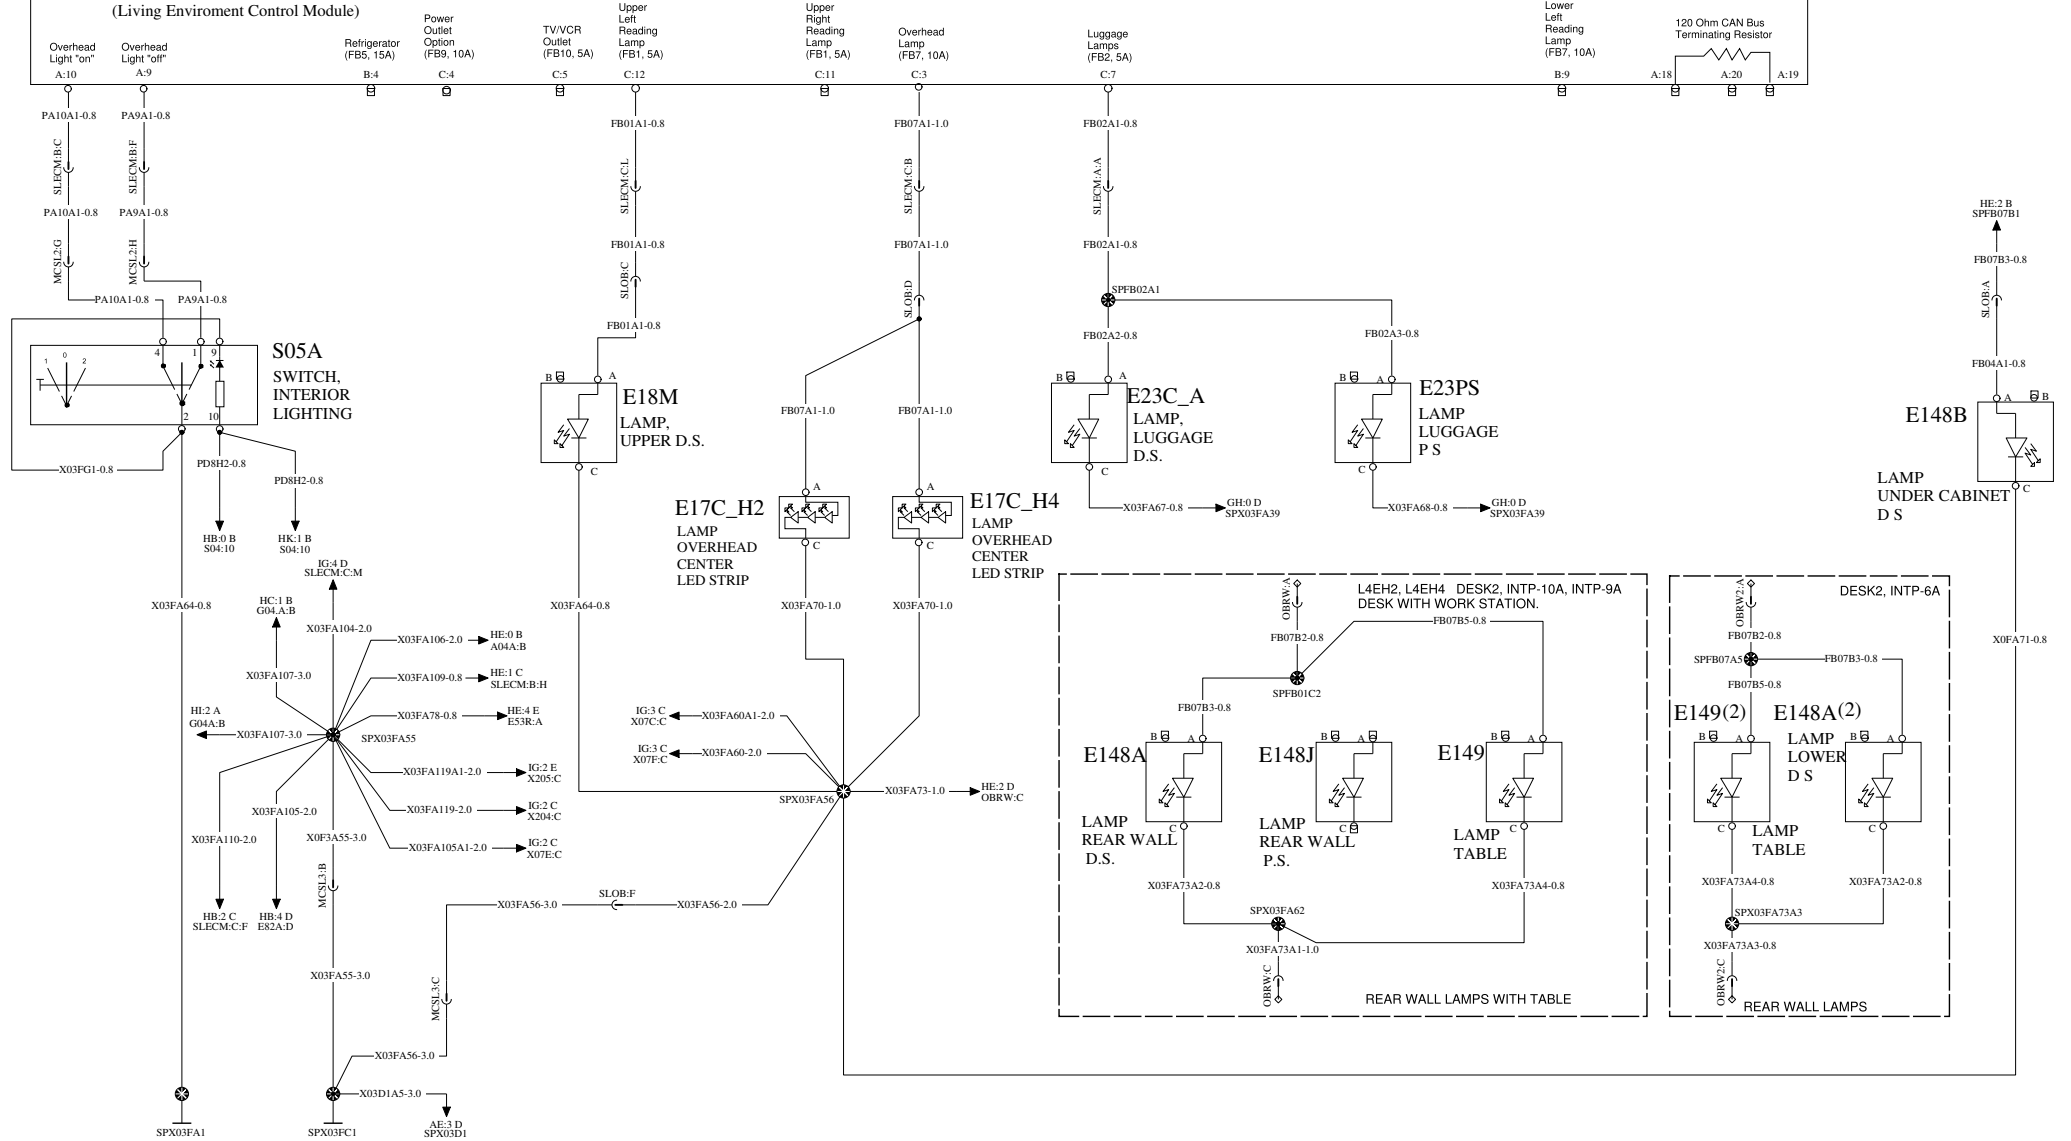 (Living Enviroment Control Module)
Overhead
Light "on"
A:10
Overhead
Light "off"
A:9
Refrigerator
(FB5, 15A)
B:4
Power
Outlet
Option
(FB9, 10A)
C:4
TV/VCR
Outlet
(FB10, 5A)
C:5
Upper
Left
Reading
Lamp
(FB1, 5A)
C:12
Upper
Right
Reading
Lamp
(FB1, 5A)
C:11
Overhead
Lamp
(FB7, 10A)
C:3
Luggage
Lamps
(FB2, 5A)
C:7
Lower
Left
Reading
Lamp
(FB7, 10A)
B:9
120 Ohm CAN Bus
Terminating Resistor
A:18
A:20
A:19
PA10A1-0.8
PA9A1-0.8
SLECM:B:C
SLECM:B:F
PA10A1-0.8
PA9A1-0.8
MCSL2:G
MCSL2:H
PA10A1-0.8
PA9A1-0.8
4
1
9
1
0
2
2
10
S05A
SWITCH,
INTERIOR
LIGHTING
X03FG1-0.8
PD8H2-0.8
PD8H2-0.8
HB:0 B
S04:10
HK:1 B
S04:10
X03FA64-0.8
FB01A1-0.8
SLECM:C:L
FB01A1-0.8
SLOB:C
FB01A1-0.8
B
A
E18M
LAMP,
UPPER D.S.
C
X03FA64-0.8
FB07A1-1.0
SLECM:C:B
FB07A1-1.0
SLOB:D
FB07A1-1.0
FB07A1-1.0
A
A
E17C_H2
LAMP
OVERHEAD
CENTER
LED STRIP
C
E17C_H4
LAMP
OVERHEAD
CENTER
LED STRIP
C
X03FA70-1.0
X03FA70-1.0
FB02A1-0.8
SLECM:A:A
FB02A1-0.8
SPFB02A1
FB02A2-0.8
FB02A3-0.8
B
A
E23C_A
LAMP,
LUGGAGE
D.S.
C
X03FA67-0.8
GH:0 D
SPX03FA39
B
A
E23PS
LAMP
LUGGAGE
P S
C
X03FA68-0.8
GH:0 D
SPX03FA39
HE:2 B
SPFB07B1
FB07B3-0.8
SLOB:A
FB04A1-0.8
A
B
E148B
LAMP
UNDER CABINET
D S
C
X0FA71-0.8
IG:4 D
SLECM:C:M
HC:1 B
G04.A:B
X03FA104-2.0
X03FA107-3.0
X03FA106-2.0
HE:0 B
A04A:B
X03FA109-0.8
HE:1 C
SLECM:B:H
X03FA78-0.8
HE:4 E
E53R:A
HI:2 A
G04A:B
X03FA107-3.0
SPX03FA55
X03FA119A1-2.0
IG:2 E
X205:C
X03FA119-2.0
IG:2 C
X204:C
X03FA105A1-2.0
IG:2 C
X07E:C
X03FA105-2.0
X03FA110-2.0
X0F3A55-3.0
MCSL3:B
HB:2 C
SLECM:C:F
HB:4 D
E82A:D
X03FA55-3.0
IG:3 C
X07C:C
X03FA60A1-2.0
IG:3 C
X07F:C
X03FA60-2.0
SPX03FA56
X03FA73-1.0
HE:2 D
OBRW:C
X03FA56-3.0
SLOB:F
X03FA56-2.0
MCSL3:C
X03FA56-3.0
X03D1A5-3.0
AE:3 D
SPX03D1
SPX03FA1
SPX03FC1
L4EH2, L4EH4   DESK2, INTP-10A, INTP-9A
DESK WITH WORK STATION.
OBRW:A
FB07B2-0.8
FB07B5-0.8
SPFB01C2
FB07B3-0.8
B
A
E148A
LAMP
REAR WALL
D.S.
C
B
A
E148J
LAMP
REAR WALL
P.S.
C
B
A
E149
LAMP
TABLE
C
X03FA73A2-0.8
X03FA73A4-0.8
SPX03FA62
X03FA73A1-1.0
OBRW:C
REAR WALL LAMPS WITH TABLE
DESK2, INTP-6A
OBRW2:A
FB07B2-0.8
SPFB07A5
FB07B3-0.8
FB07B5-0.8
E149(2)
B
A
C
LAMP
TABLE
E148A(2)
LAMP
LOWER
D S
B
A
C
X03FA73A4-0.8
X03FA73A2-0.8
SPX03FA73A3
X03FA73A3-0.8
OBRW2:C
REAR WALL LAMPS